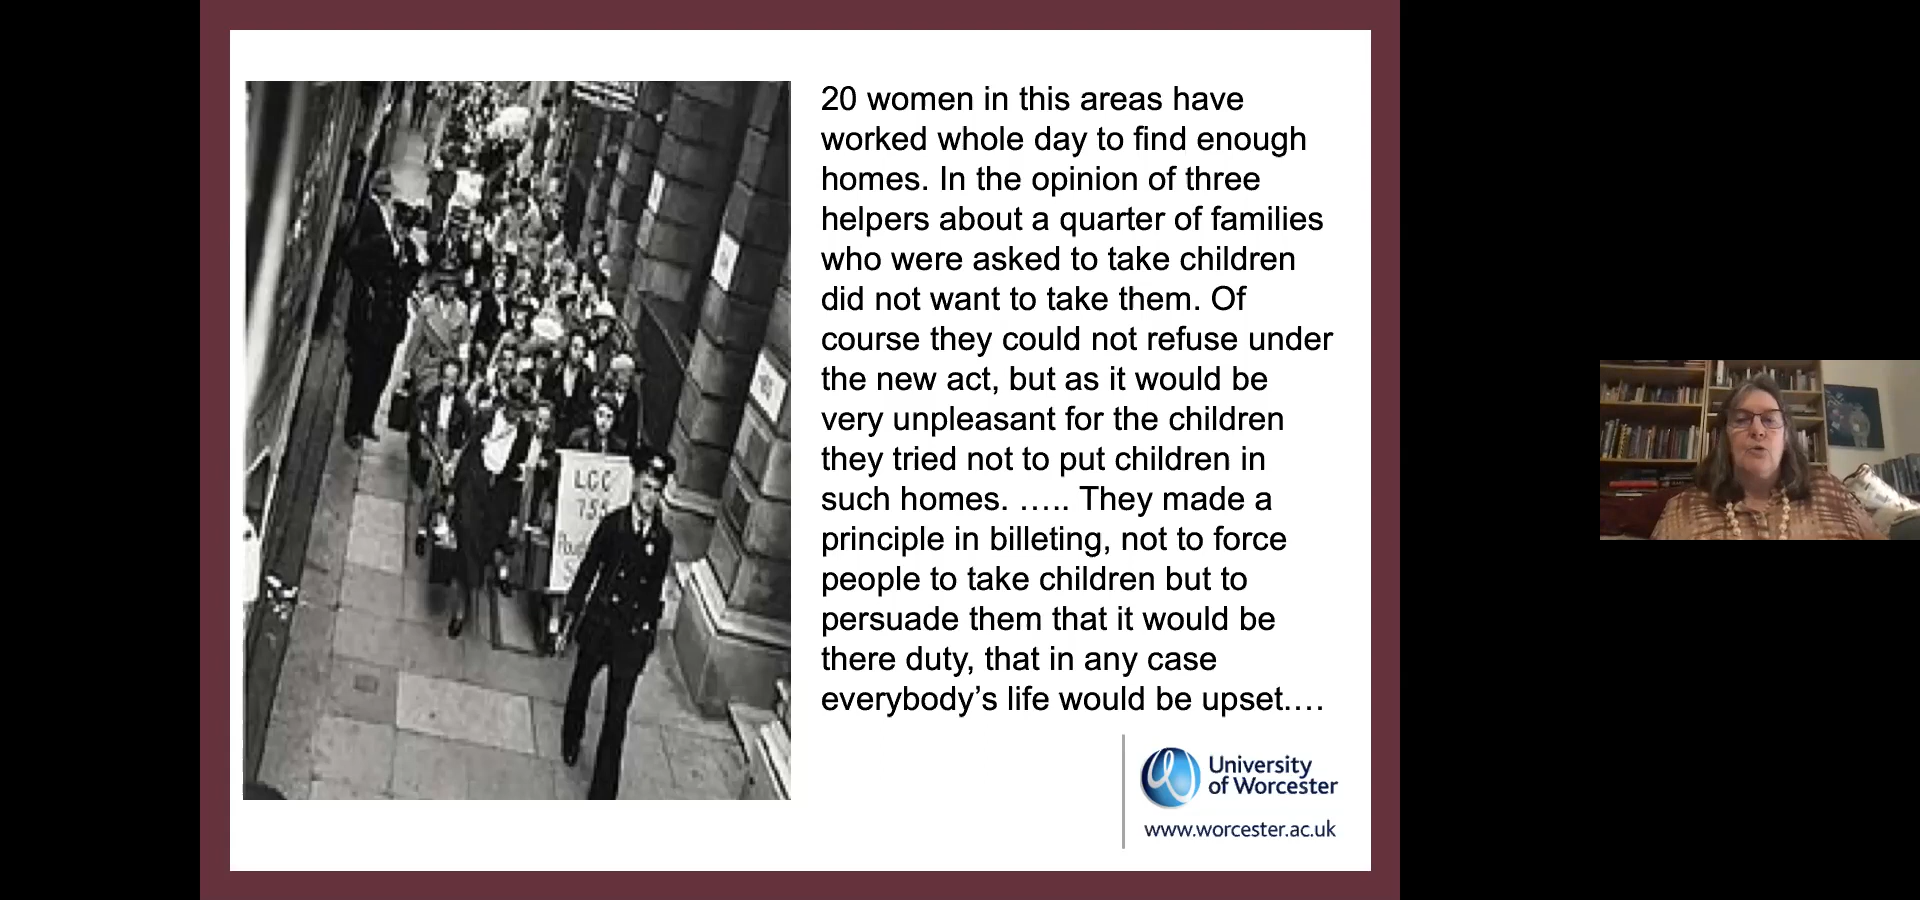 20 women in this areas have
worked whole day to find enough
homes. In the opinion of three
helpers about a quarter of families
who were asked to take children
did not want to take them. Of
course they could not refuse under
the new act, but as it would be
very unpleasant for the children
they tried not to put children in
such homes. ….. They made a
principle in billeting, not to force
people to take children but to
persuade them that it would be
there duty, that in any case
everybody’s life would be upset….
LCC
University
of Worcester
www.worcester.ac.uk